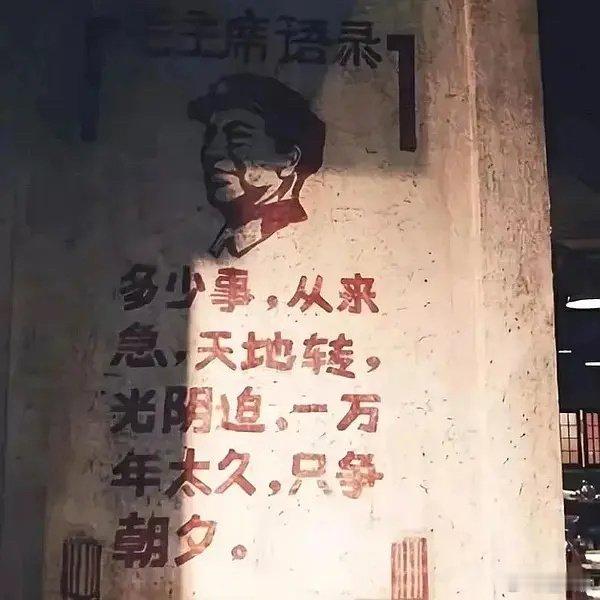 毛主席语录
多少事，从来
急，天地转，
光阴迫、一万
年太久，只争
朝夕。